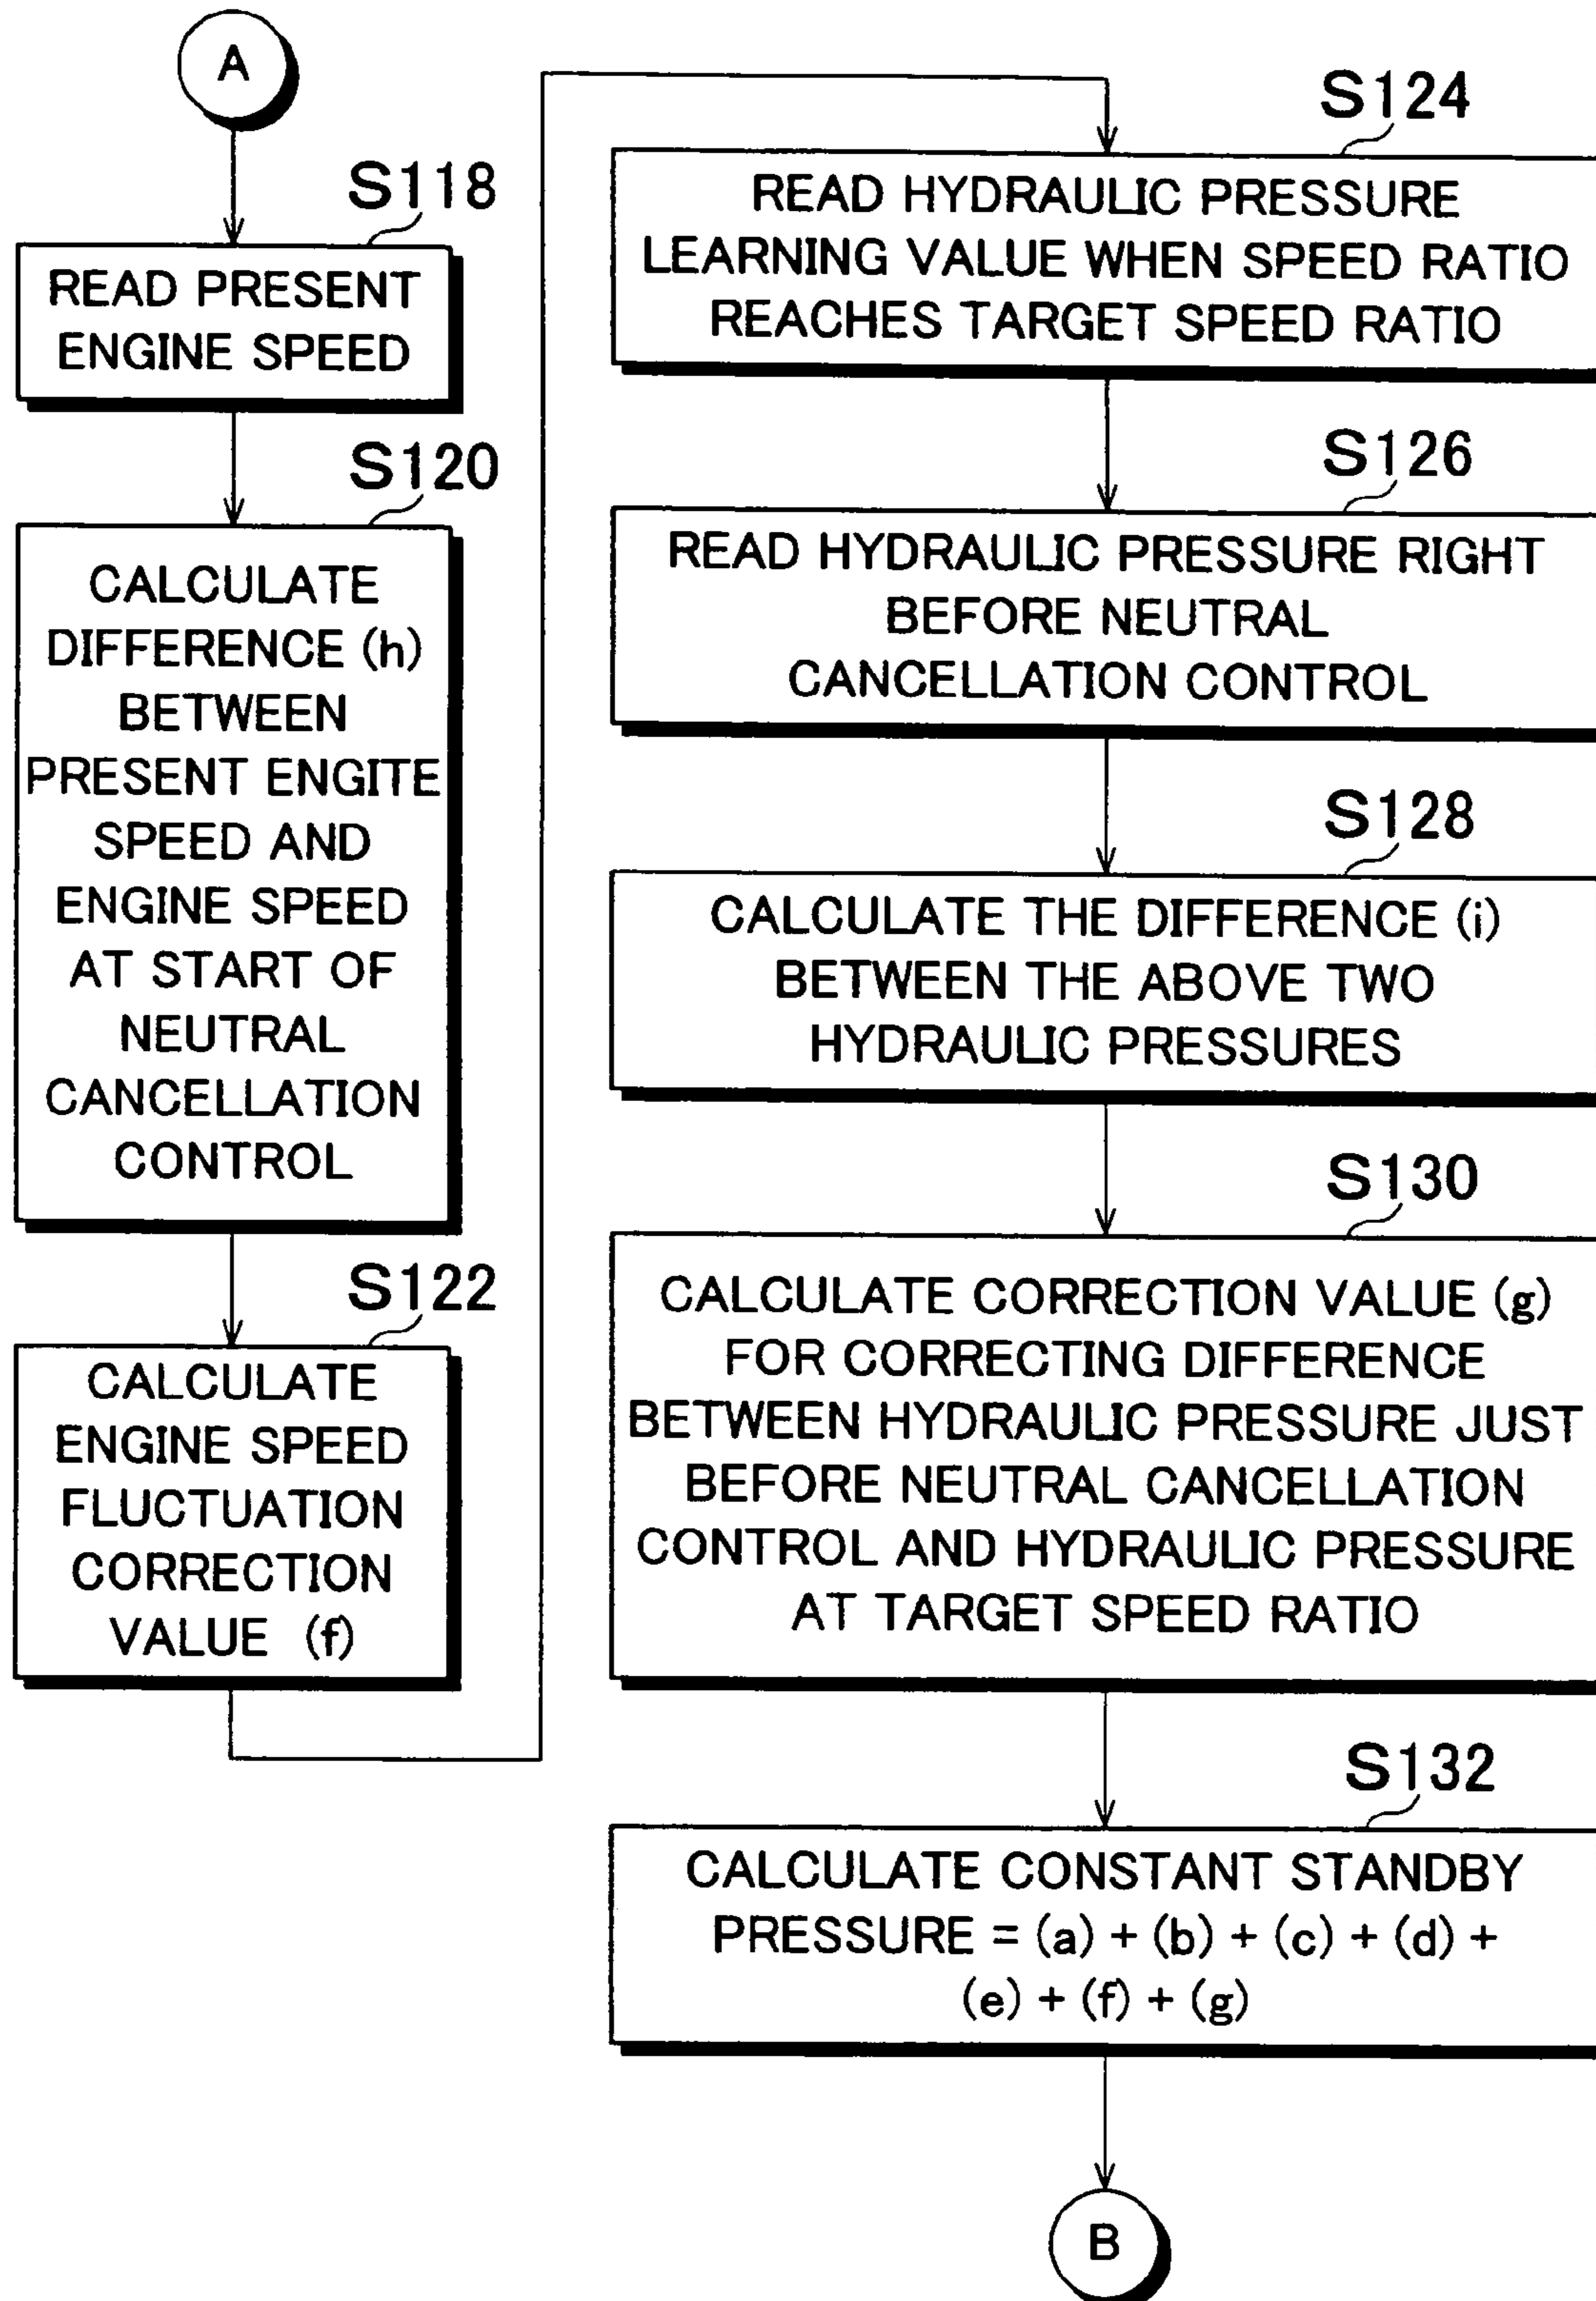 A
S118
READ PRESENT
ENGINE SPEED
S120
CALCULATE
DIFFERENCE (h)
BETWEEN
PRESENT ENGITE
SPEED AND
ENGINE SPEED
AT START OF
NEUTRAL
CANCELLATION
CONTROL
S122
CALCULATE
ENGINE SPEED
FLUCTUATION
CORRECTION
VALUE (f)
S124
READ HYDRAULIC PRESSURE
LEARNING VALUE WHEN SPEED RATIO
REACHES TARGET SPEED RATIO
S126
READ HYDRAULIC PRESSURE RIGHT
BEFORE NEUTRAL
CANCELLATION CONTROL
S128
CALCULATE THE DIFFERENCE (i)
BETWEEN THE ABOVE TWO
HYDRAULIC PRESSURES
S130
CALCULATE CORRECTION VALUE (g)
FOR CORRECTING DIFFERENCE
BETWEEN HYDRAULIC PRESSURE JUST
BEFORE NEUTRAL CANCELLATION
CONTROL AND HYDRAULIC PRESSURE
AT TARGET SPEED RATIO
S132
CALCULATE CONSTANT STANDBY
PRESSURE = (a) + (b) + (c) + (d) +
(e) + (f) + (g)
B